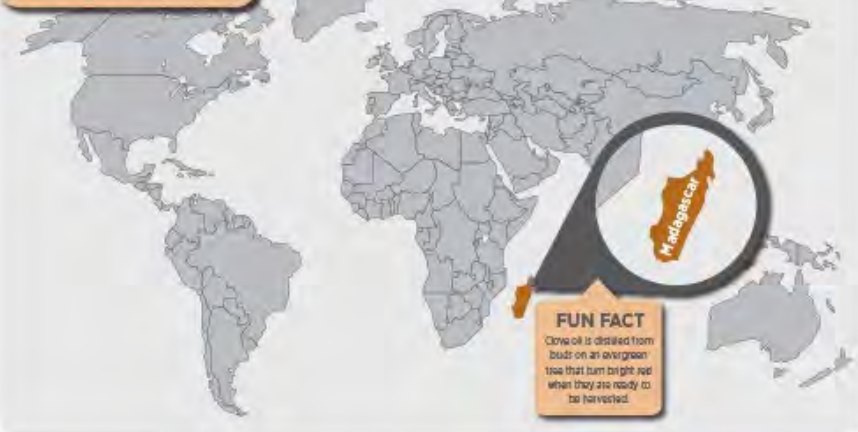 Madagascar
FUN FACT
Clove oil is distilled from
buds on an evergreen
tree that turn bright red
when they are ready to
be harvested.